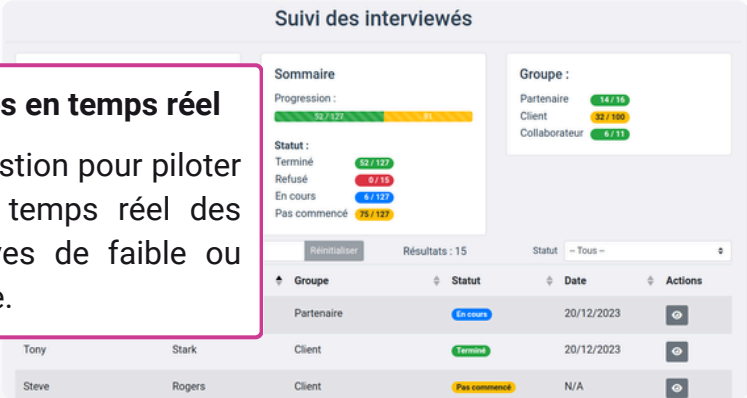 Suivi des interviewés
s en temps réel
stion pour piloter
temps réel des
ves de faible ou
e.
Sommaire
Progression :
52 / 127
81
Statut :
Terminé 52 / 127
Refusé 0 / 15
En cours 6 / 127
Pas commencé 75 / 127
Groupe :
Partenaire 14 / 16
Client 32 / 100
Collaborateur 6 / 11
Réinitialiser Résultats : 15 Statut -- Tous --
Groupe Statut Date Actions
Partenaire En cours 20/12/2023
Tony Stark Client Terminé 20/12/2023
Steve Rogers Client Pas commencé N/A